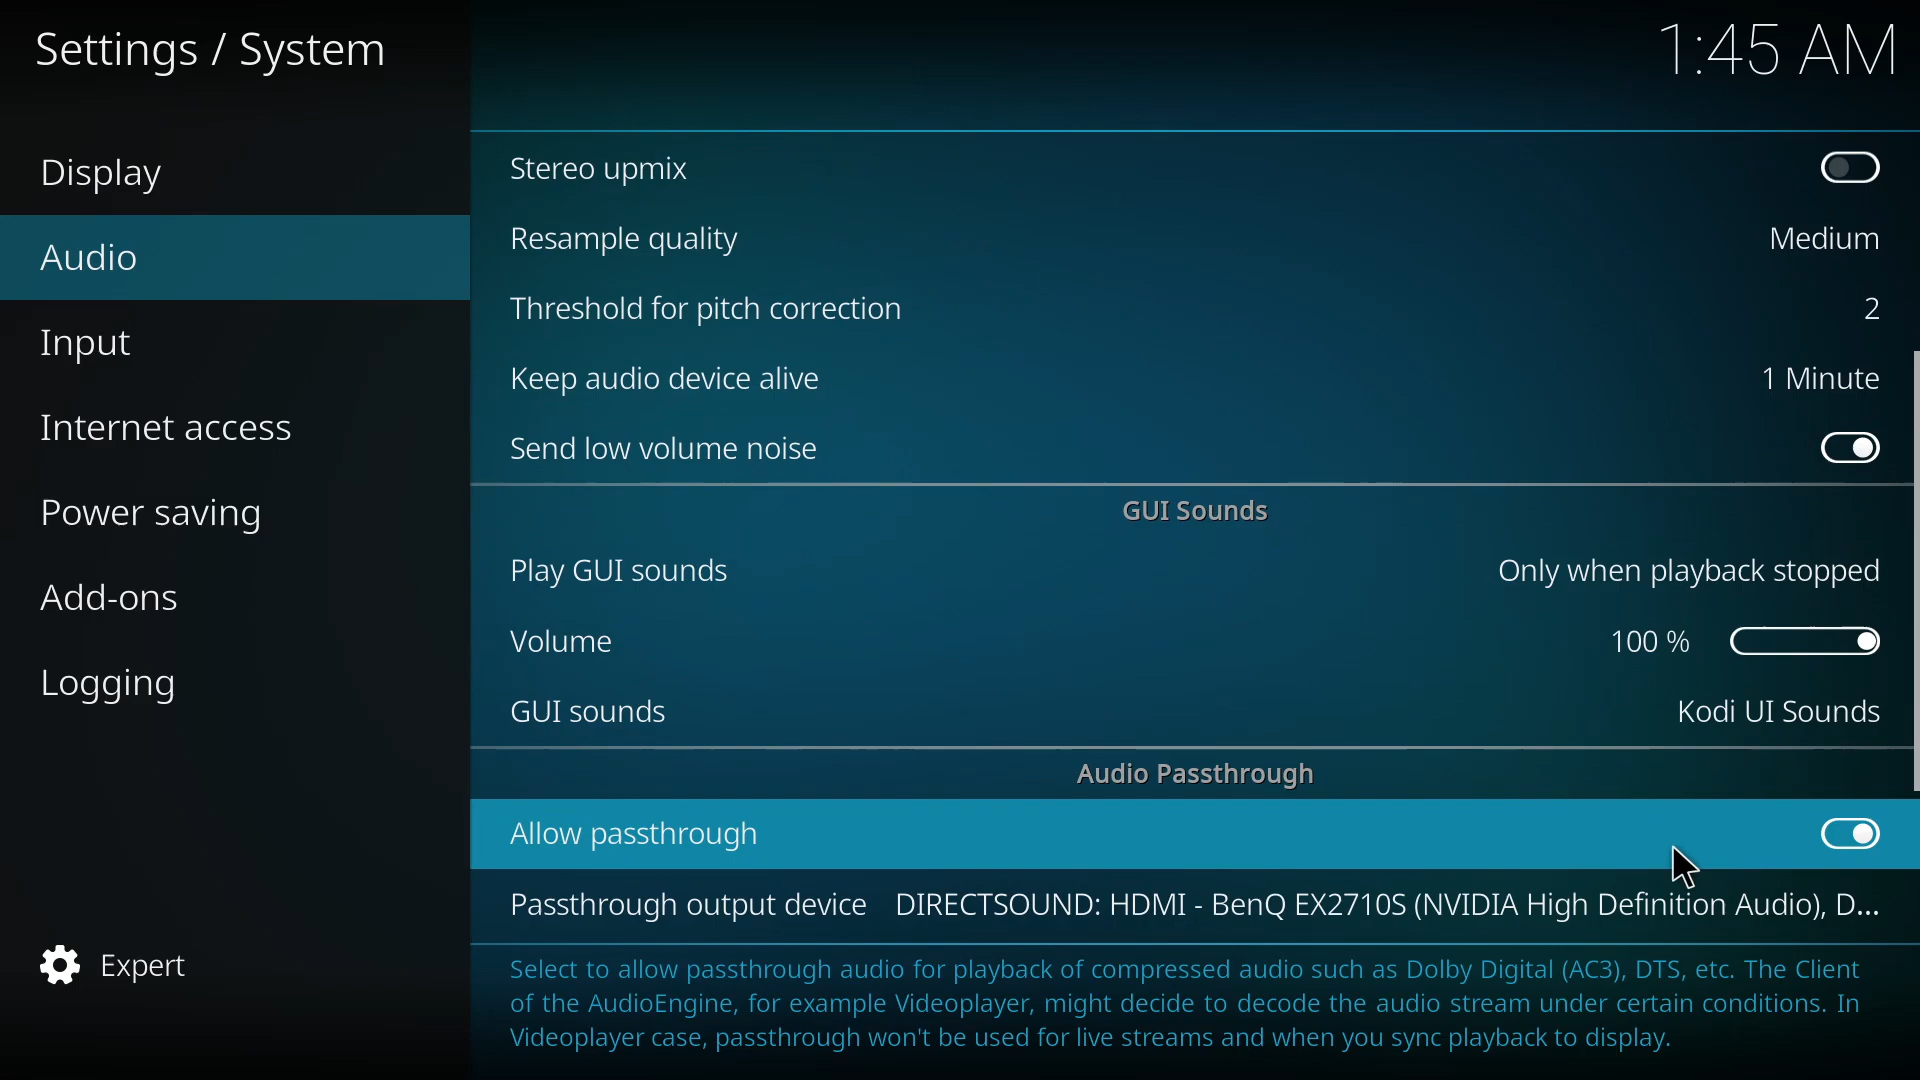 Settings / System
1:45 AM
Display
Audio
Input
Internet access
Power saving
Add-ons
Logging
Expert
Stereo upmix
Resample quality Medium
Threshold for pitch correction 2
Keep audio device alive 1 Minute
Send low volume noise
GUI Sounds
Play GUI sounds Only when playback stopped
Volume 100 %
GUI sounds Kodi UI Sounds
Audio Passthrough
Allow passthrough
Passthrough output device DIRECTSOUND: HDMI - BenQ EX2710S (NVIDIA High Definition Audio), D...
Select to allow passthrough audio for playback of compressed audio such as Dolby Digital (AC3), DTS, etc. The Client
of the AudioEngine, for example Videoplayer, might decide to decode the audio stream under certain conditions. In
Videoplayer case, passthrough won't be used for live streams and when you sync playback to display.